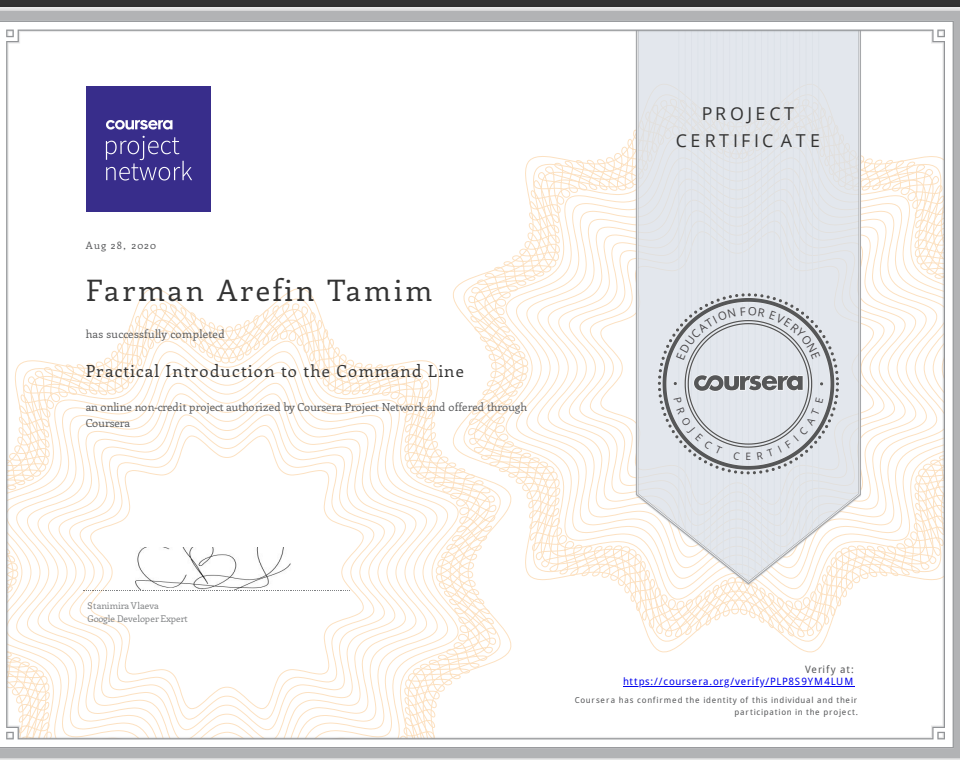 coursera
project
network
PROJECT
CERTIFICATE
Aug 28, 2020
Farman Arefin Tamim
has successfully completed
Practical Introduction to the Command Line
an online non-credit project authorized by Coursera Project Network and offered through
Coursera
EDUCATION FOR EVERYONE
coursera
PROJECT CERTIFICATE
Stanimira Vlaeva
Google Developer Expert
Verify at:
https://coursera.org/verify/PLP8S9YM4LUM
Coursera has confirmed the identity of this individual and their
participation in the project.